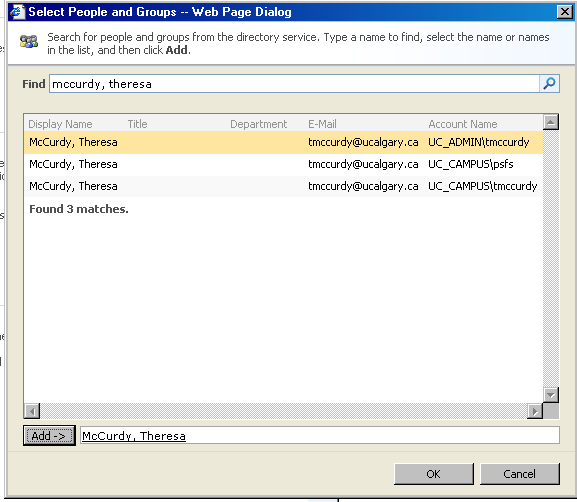 Select People and Groups -- Web Page Dialog
Search for people and groups from the directory service. Type a name to find, select the name or names
in the list, and then click Add.
Find mccurdy, theresa
Display Name Title Department E-Mail Account Name
McCurdy, Theresa tmccurdy@ucalgary.ca UC_ADMIN\tmccurdy
McCurdy, Theresa tmccurdy@ucalgary.ca UC_CAMPUS\psfs
McCurdy, Theresa tmccurdy@ucalgary.ca UC_CAMPUS\tmccurdy
Found 3 matches.
Add -> McCurdy, Theresa
OK Cancel